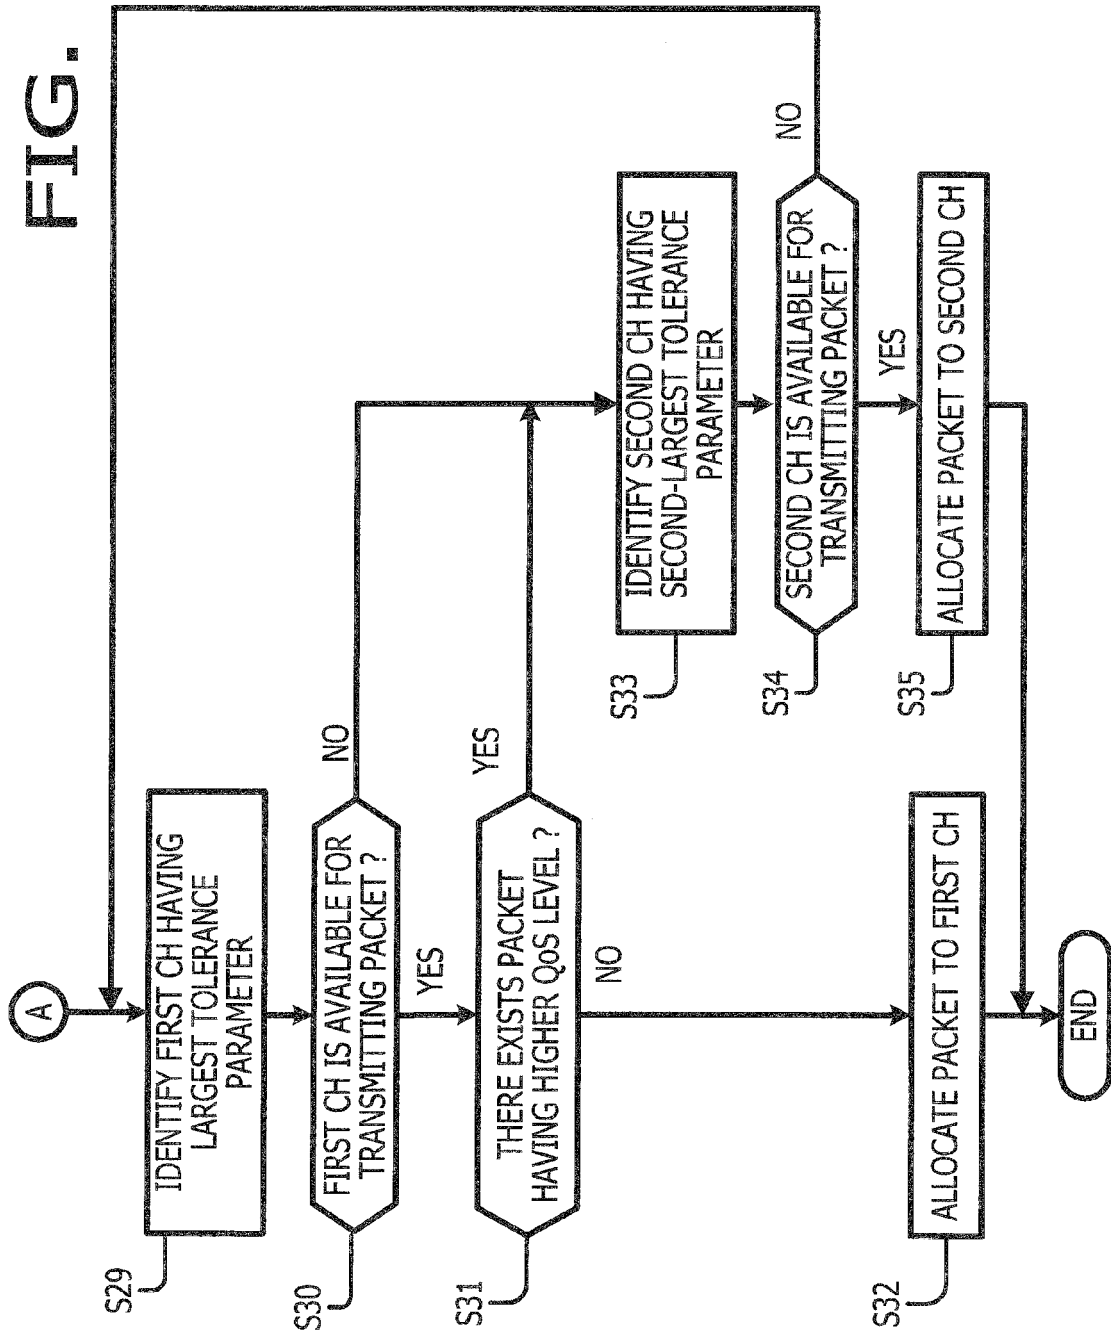 FIG.
A
S29
IDENTIFY FIRST CH HAVING
LARGEST TOLERANCE
PARAMETER
S30
FIRST CH IS AVAILABLE FOR
TRANSMITTING PACKET ?
NO
YES
S31
THERE EXISTS PACKET
HAVING HIGHER QoS LEVEL ?
YES
NO
S33
IDENTIFY SECOND CH HAVING
SECOND-LARGEST TOLERANCE
PARAMETER
S34
SECOND CH IS AVAILABLE FOR
TRANSMITTING PACKET ?
NO
YES
S32
ALLOCATE PACKET TO FIRST CH
S35
ALLOCATE PACKET TO SECOND CH
END